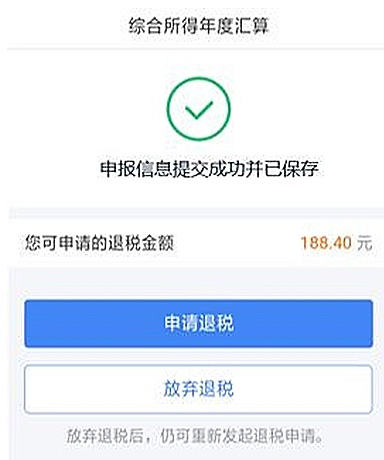 综合所得年度汇算
申报信息提交成功并已保存
您可申请的退税金额 188.40 元
申请退税
放弃退税
放弃退税后，仍可重新发起退税申请。